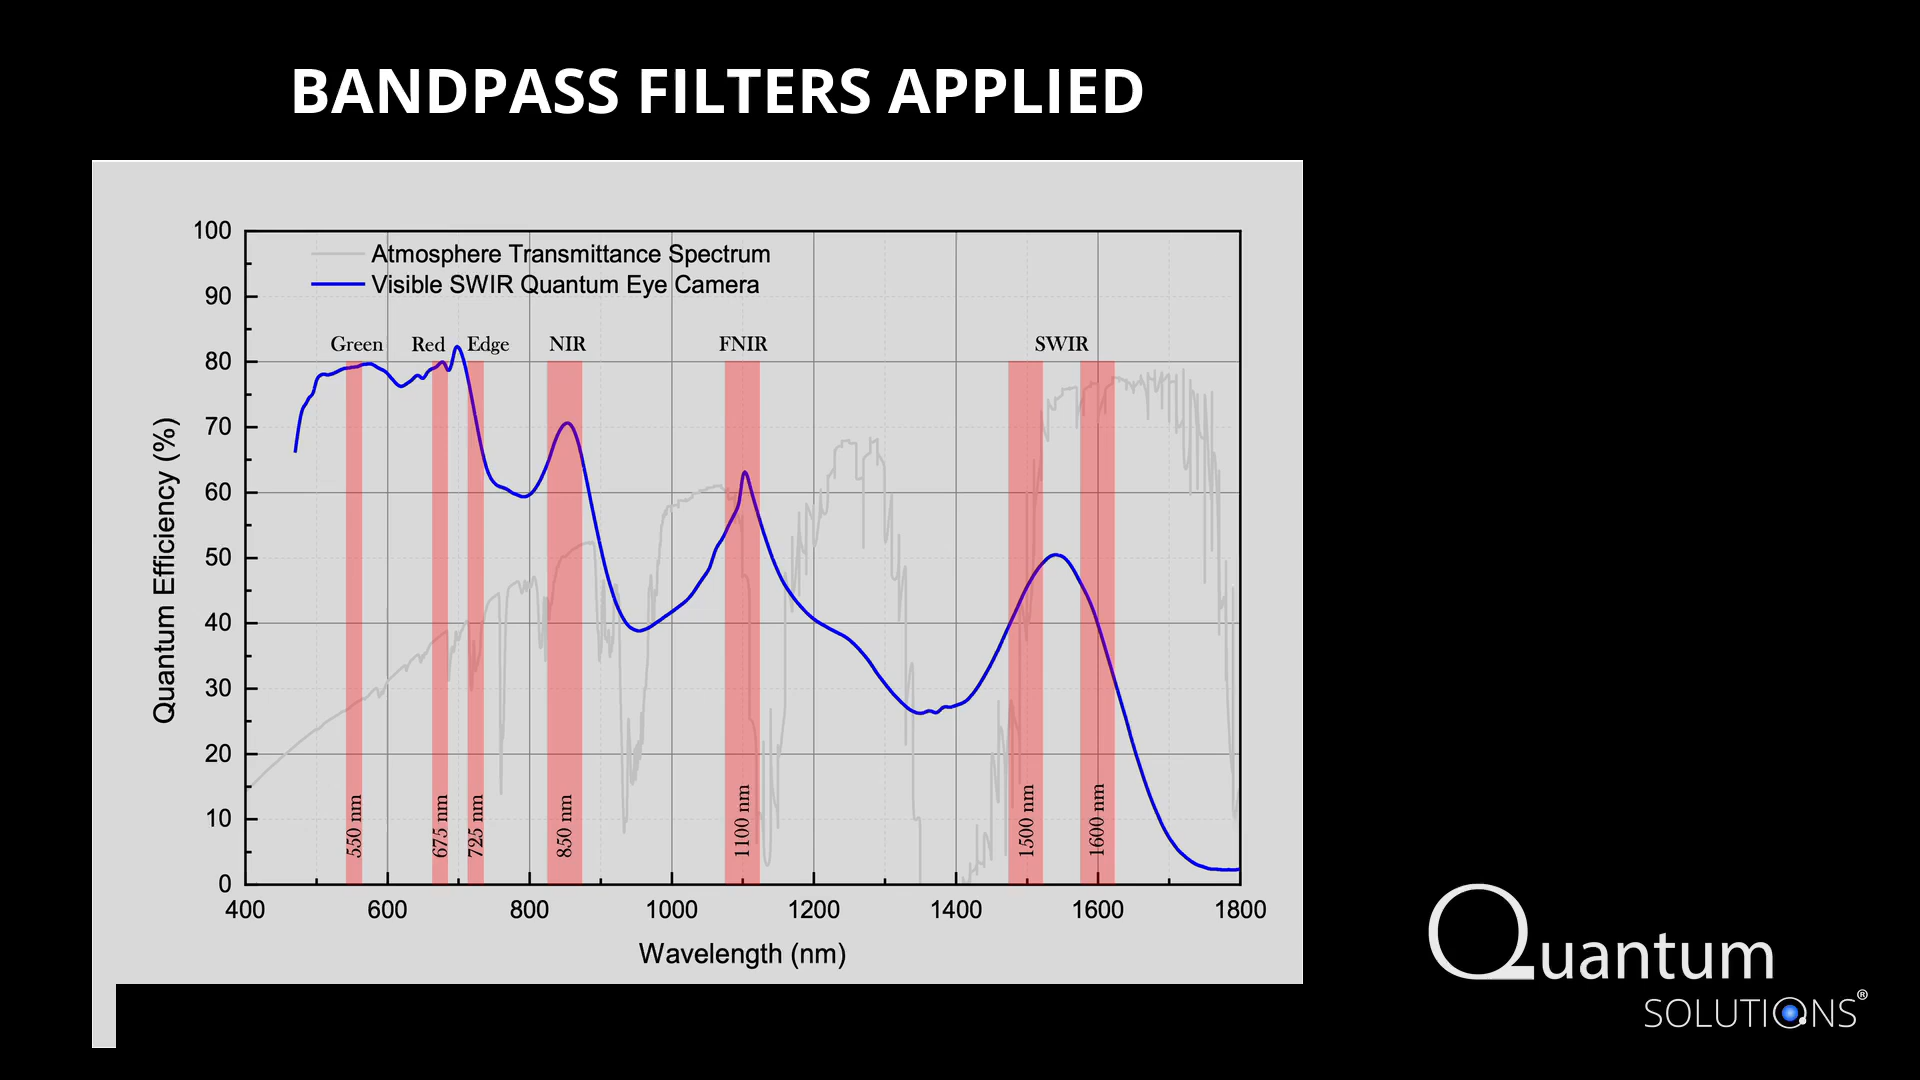 BANDPASS FILTERS APPLIED
Atmosphere Transmittance Spectrum
Visible SWIR Quantum Eye Camera
Green Red Edge NIR FNIR SWIR
100
90
80
70
60
50
40
30
20
10
0
Quantum Efficiency (%)
550 nm
675 nm
725 nm
850 nm
1100 nm
1500 nm
1600 nm
400 600 800 1000 1200 1400 1600 1800
Wavelength (nm)
Quantum
SOLUTIONS®